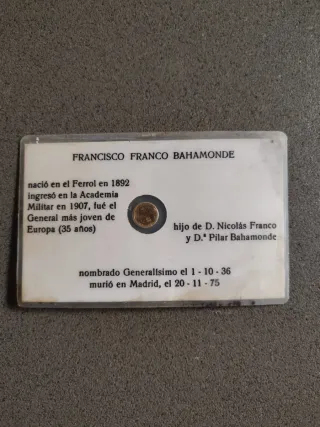 FRANCISCO FRANCO BAHAMONDE
nació en el Ferrol en 1892
ingresó en la Academia
Militar en 1907, fué el
General más joven de
Europa (35 años)
hijo de D. Nicolás Franco
y D.ª Pilar Bahamonde
nombrado Generalísimo el 1 - 10 - 36
murió en Madrid, el 20 - 11 - 75